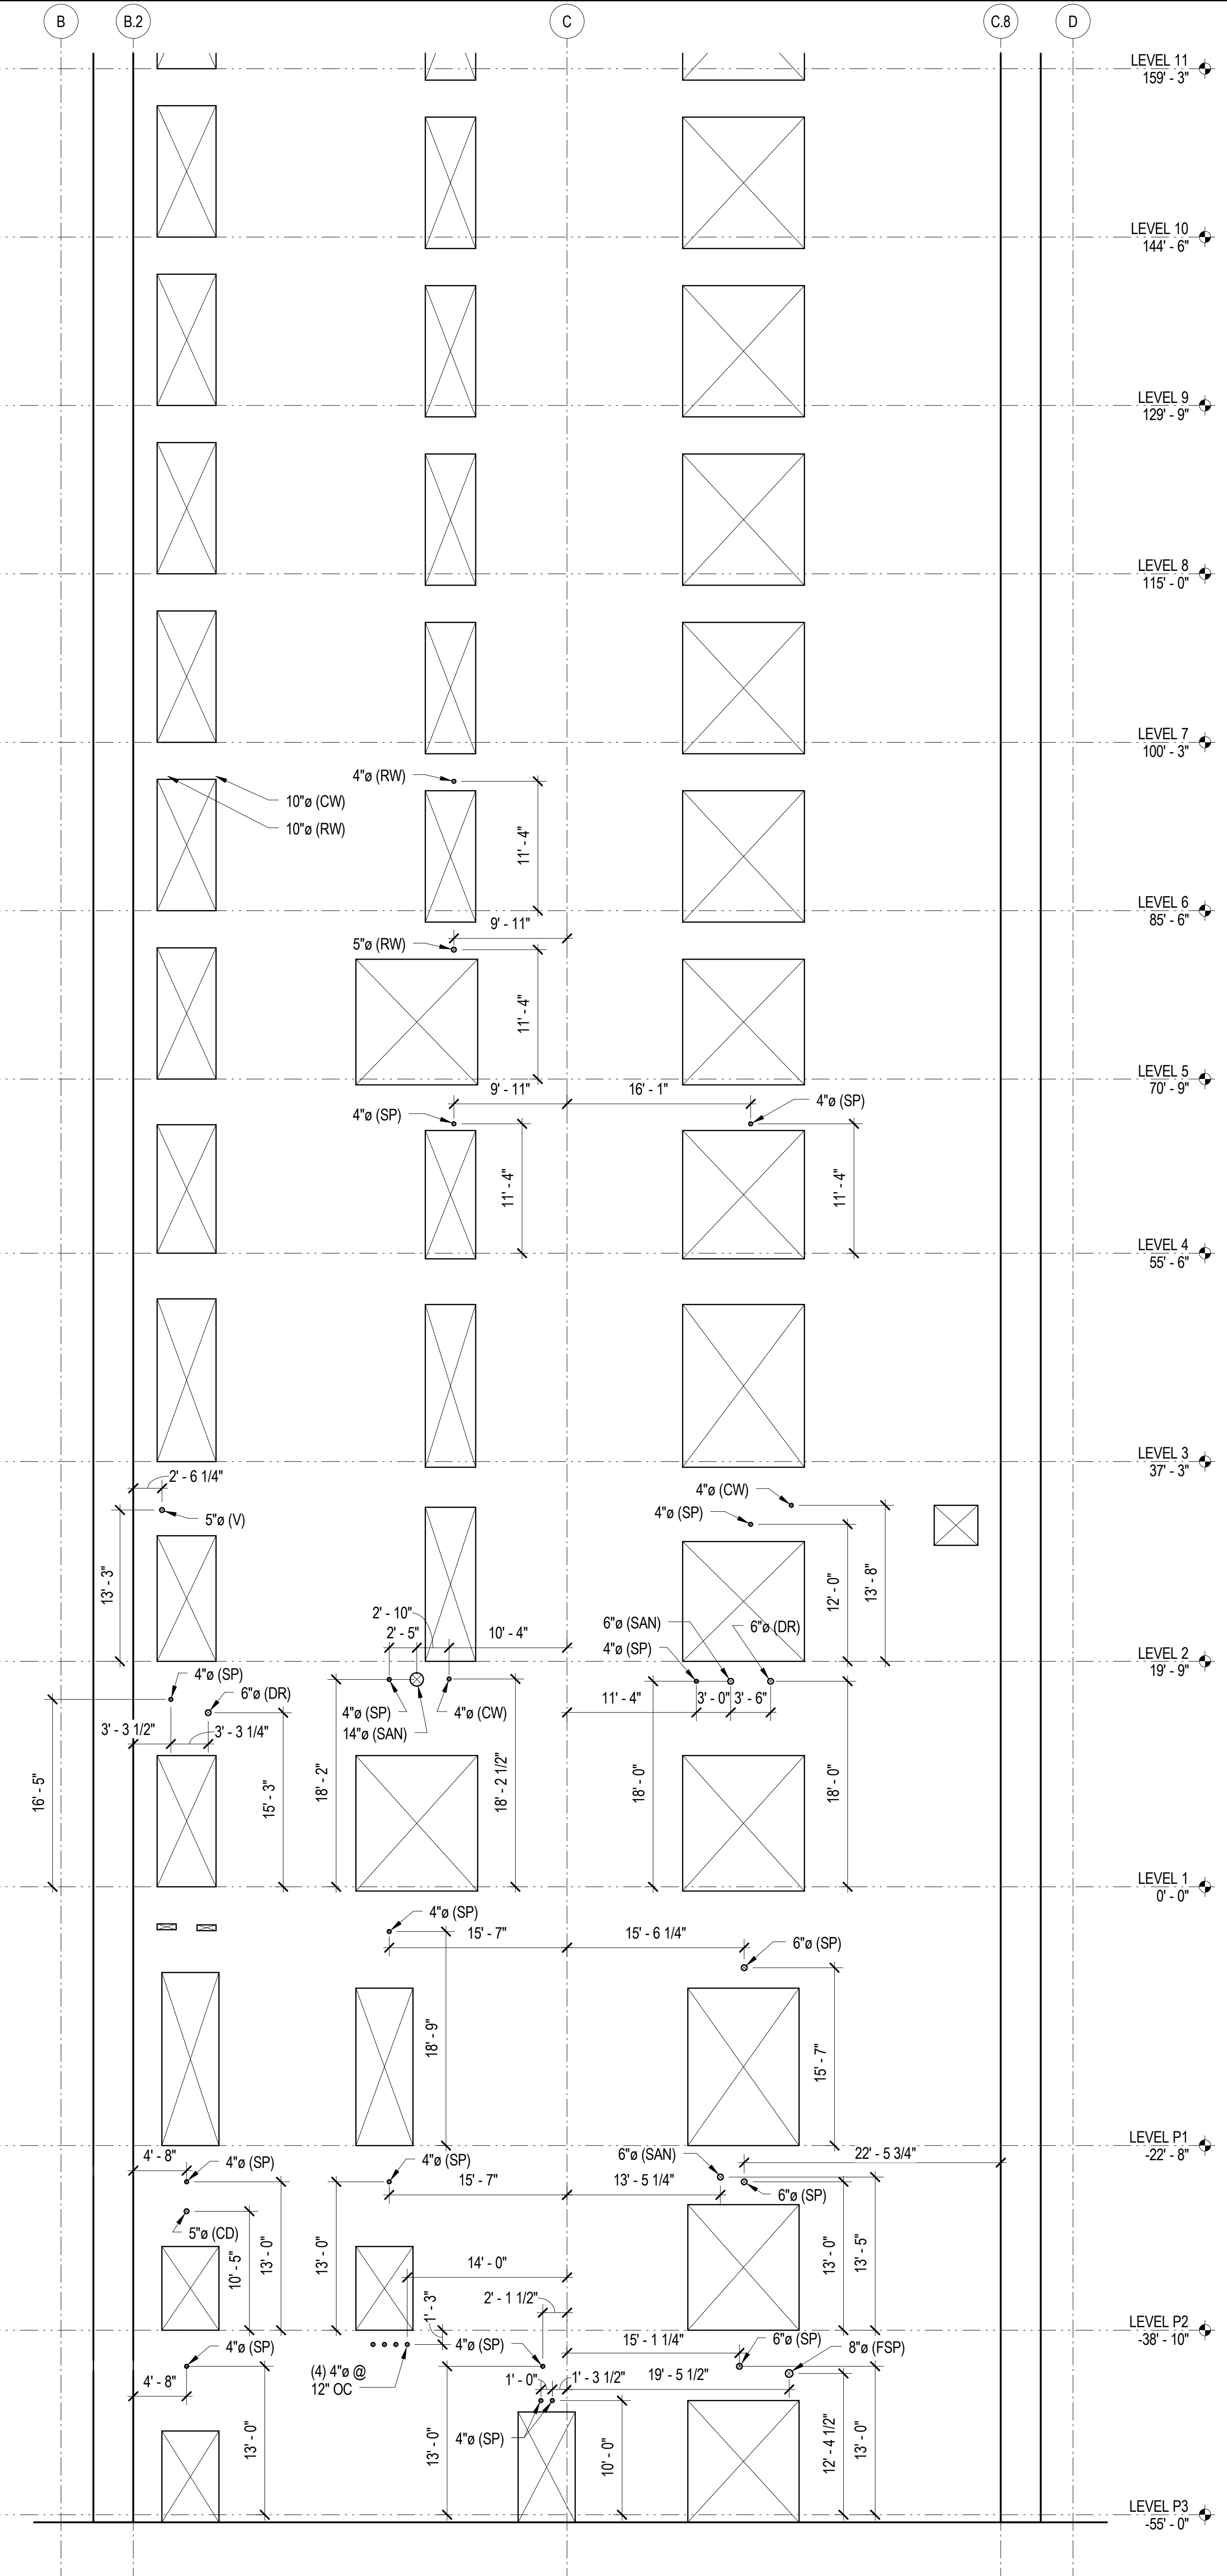 B
B.2
C
C.8
D
LEVEL 11
159' - 3"
LEVEL 10
144' - 6"
LEVEL 9
129' - 9"
LEVEL 8
115' - 0"
LEVEL 7
100' - 3"
4"ø (RW)
10"ø (CW)
10"ø (RW)
11' - 4"
LEVEL 6
85' - 6"
9' - 11"
5"ø (RW)
11' - 4"
LEVEL 5
70' - 9"
9' - 11"
16' - 1"
4"ø (SP)
4"ø (SP)
11' - 4"
11' - 4"
LEVEL 4
55' - 6"
LEVEL 3
37' - 3"
2' - 6 1/4"
5"ø (V)
13' - 3"
4"ø (CW)
4"ø (SP)
12' - 0"
13' - 8"
2' - 10"
2' - 5"
10' - 4"
6"ø (SAN)
6"ø (DR)
4"ø (SP)
LEVEL 2
19' - 9"
4"ø (SP)
6"ø (DR)
3' - 3 1/2"
3' - 3 1/4"
4"ø (SP)
14"ø (SAN)
4"ø (CW)
11' - 4"
3' - 0"
3' - 6"
16' - 5"
15' - 3"
18' - 2"
18' - 2 1/2"
18' - 0"
18' - 0"
LEVEL 1
0' - 0"
4"ø (SP)
15' - 7"
15' - 6 1/4"
6"ø (SP)
18' - 9"
15' - 7"
LEVEL P1
-22' - 8"
4' - 8"
4"ø (SP)
4"ø (SP)
6"ø (SAN)
22' - 5 3/4"
15' - 7"
13' - 5 1/4"
6"ø (SP)
5"ø (CD)
10' - 5"
13' - 0"
13' - 0"
13' - 0"
13' - 5"
14' - 0"
2' - 1 1/2"
1' - 3"
LEVEL P2
-38' - 10"
4"ø (SP)
4"ø (SP)
15' - 1 1/4"
6"ø (SP)
8"ø (FSP)
4' - 8"
(4) 4"ø @
12" OC
1' - 0"
1' - 3 1/2"
19' - 5 1/2"
4"ø (SP)
13' - 0"
13' - 0"
10' - 0"
12' - 4 1/2"
13' - 0"
LEVEL P3
-55' - 0"